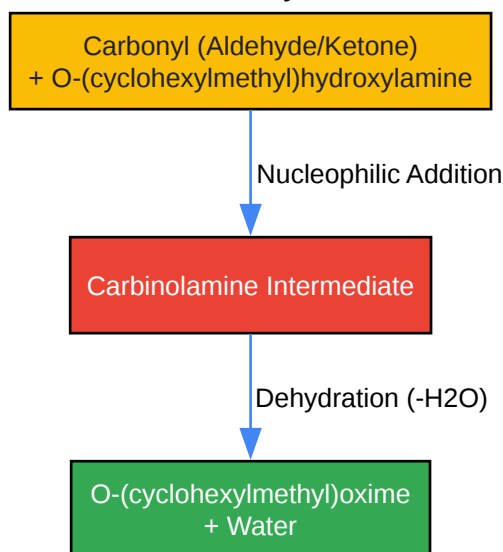 Carbonyl (Aldehyde/Ketone)
+ O-(cyclohexylmethyl)hydroxylamine
Nucleophilic Addition
Carbinolamine Intermediate
Dehydration (-H2O)
O-(cyclohexylmethyl)oxime
+ Water